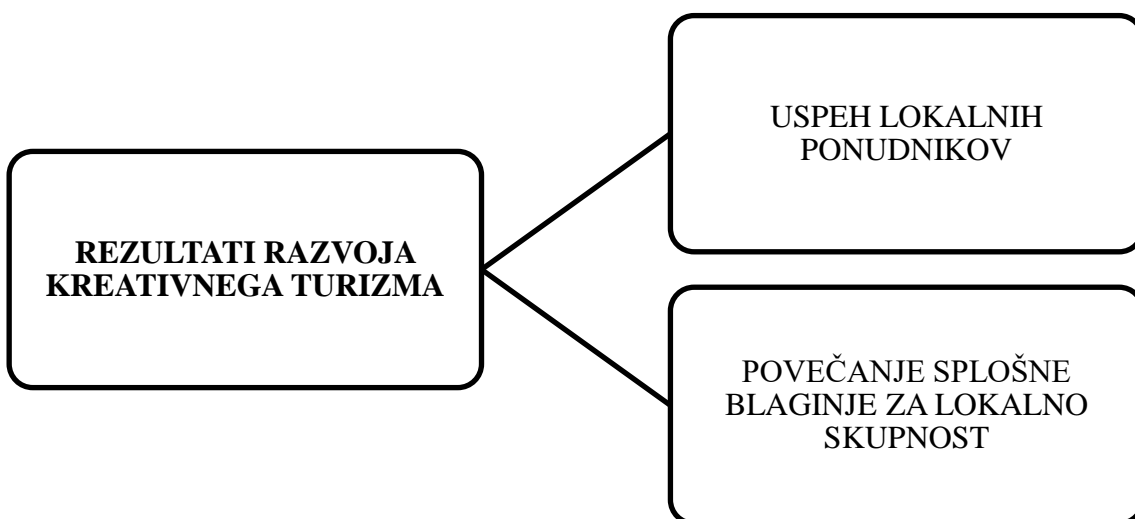 REZULTATI RAZVOJA
KREATIVNEGA TURIZMA
USPEH LOKALNIH
PONUDNIKOV
POVEČANJE SPLOŠNE
BLAGINJE ZA LOKALNO
SKUPNOST